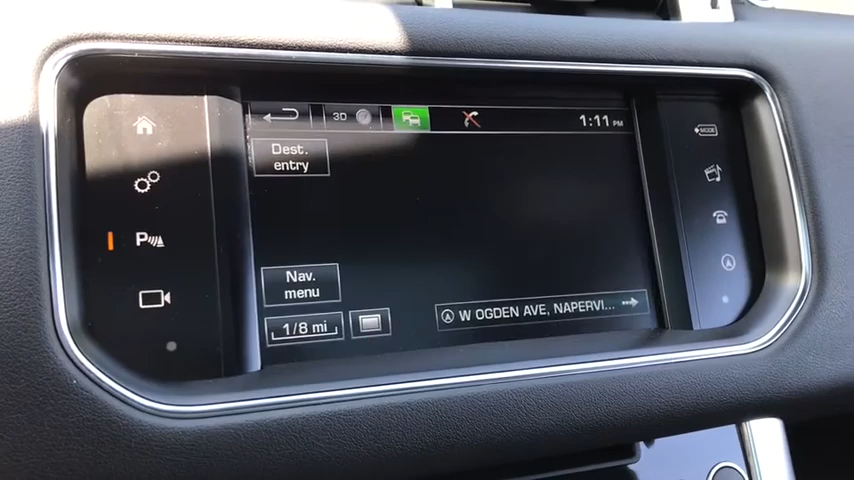 3D
1:11 PM
MODE
Dest.
entry
P
Nav.
menu
1/8 mi
W OGDEN AVE, NAPERVI...